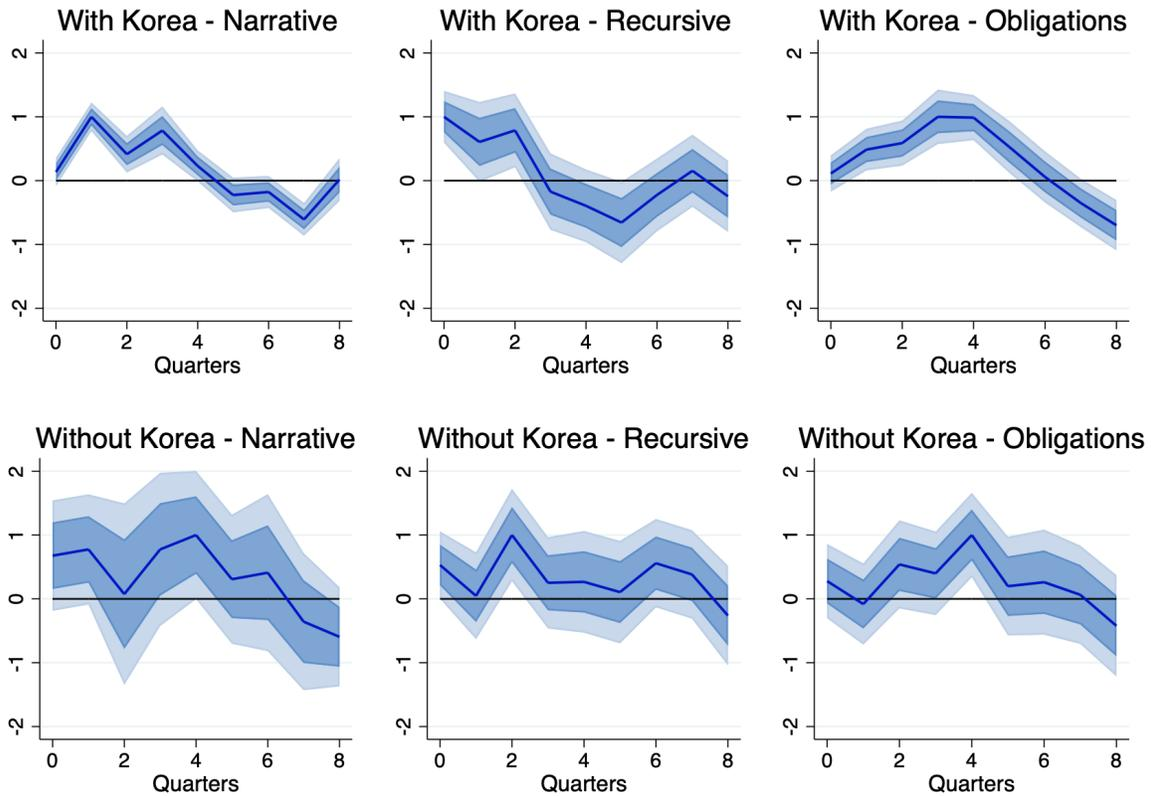 With Korea - Narrative
2
1
0
-1
-2
0 2 4 6 8
Quarters
With Korea - Recursive
2
1
0
-1
-2
0 2 4 6 8
Quarters
With Korea - Obligations
2
1
0
-1
-2
0 2 4 6 8
Quarters
Without Korea - Narrative
2
1
0
-1
-2
0 2 4 6 8
Quarters
Without Korea - Recursive
2
1
0
-1
-2
0 2 4 6 8
Quarters
Without Korea - Obligations
2
1
0
-1
-2
0 2 4 6 8
Quarters